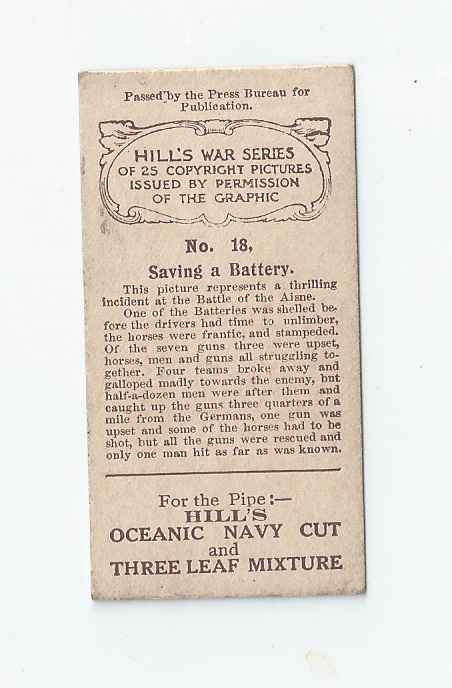 Passed by the Press Bureau for
Publication.
HILL'S WAR SERIES
OF 25 COPYRIGHT PICTURES
ISSUED BY PERMISSION
OF THE GRAPHIC
No. 18,
Saving a Battery.
This picture represents a thrilling
incident at the Battle of the Aisne.
One of the Batteries was shelled be-
fore the drivers had time to unlimber,
the horses were frantic, and stampeded.
Of the seven guns three were upset,
horses, men and guns all struggling to-
gether. Four teams broke away and
galloped madly towards the enemy, but
half-a-dozen men were after them and
caught up the guns three quarters of a
mile from the Germans, one gun was
upset and some of the horses had to be
shot, but all the guns were rescued and
only one man hit as far as was known.
For the Pipe:—
HILL'S
OCEANIC NAVY CUT
and
THREE LEAF MIXTURE